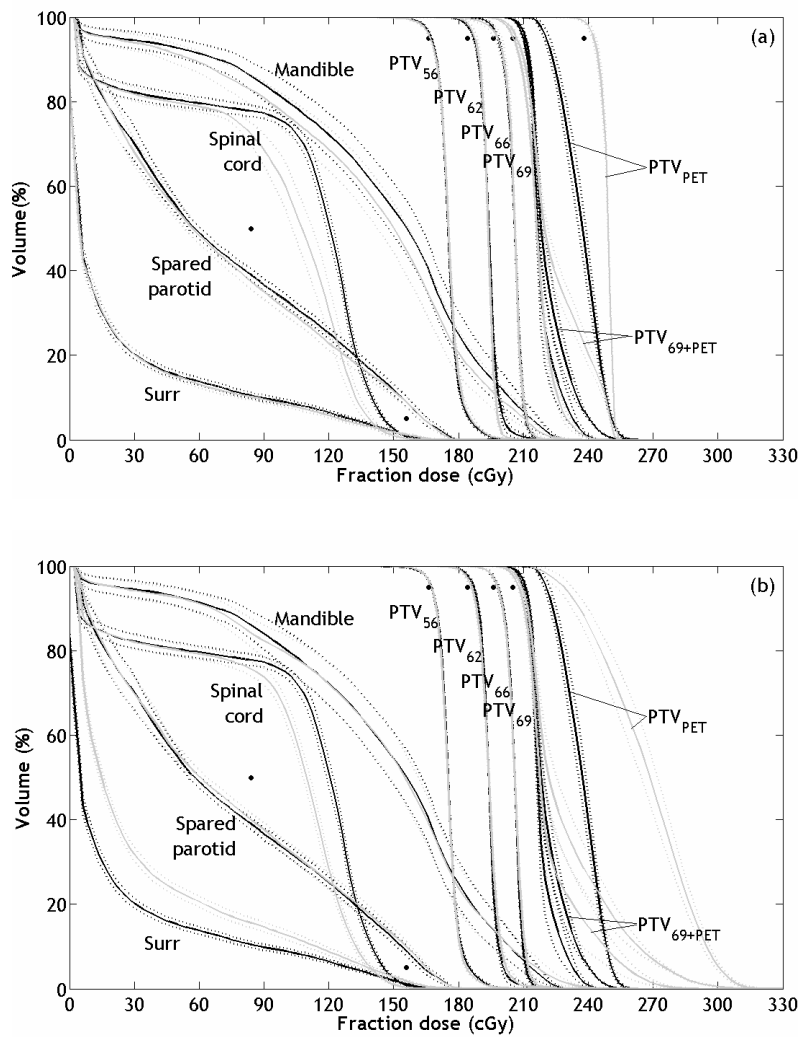 100
80
60
40
20
0
Volume(%)
(a)
Mandible
PTV56
PTV62
PTV66
PTV69
Spinal
cord
PTVPET
Spared
parotid
PTV69+PET
Surr
0 30 60 90 120 150 180 210 240 270 300 330
Fraction dose (cGy)
100
80
60
40
20
0
Volume (%)
(b)
Mandible
PTV56
PTV62
PTV66
PTV69
Spinal
cord
PTVPET
Spared
parotid
PTV69+PET
Surr
0 30 60 90 120 150 180 210 240 270 300 330
Fraction dose (cGy)